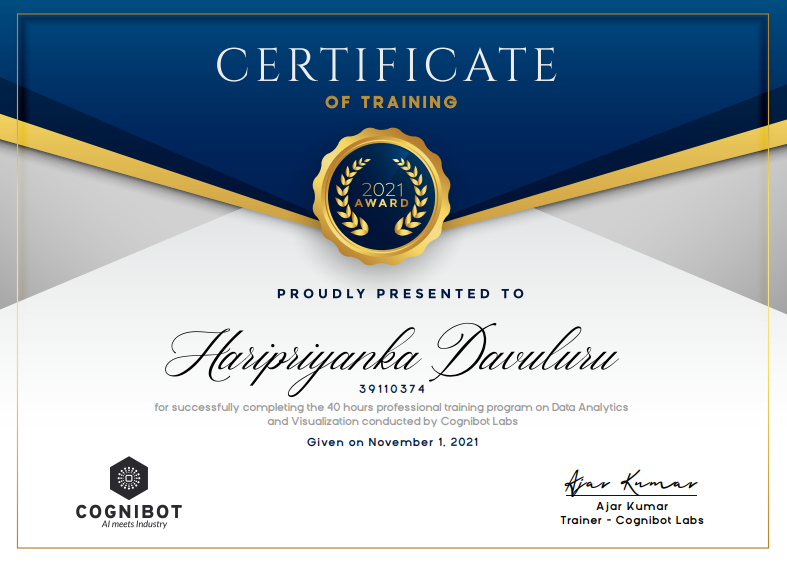 CERTIFICATE
OF TRAINING
2021
AWARD
PROUDLY PRESENTED TO
Haripriyanka Davuluru
39110374
for successfully completing the 40 hours professional training program on Data Analytics
and Visualization conducted by Cognibot Labs
Given on November 1, 2021
COGNIBOT
AI meets Industry
Ajar Kumar
Ajar Kumar
Trainer - Cognibot Labs